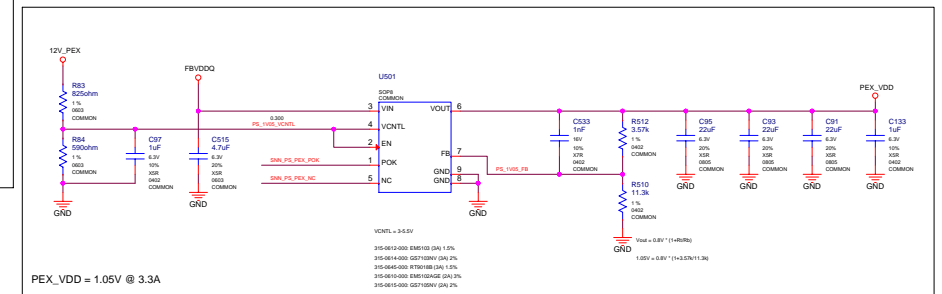 12V_PEX
R83
825ohm
1 %
0603
COMMON
R84
590ohm
1 %
0603
COMMON
C97
1uF
6.3V
10%
X5R
0402
COMMON
GND
FBVDDQ
C515
4.7uF
6.3V
20%
X5R
0603
COMMON
GND
0.300
PS_1V05_VCNTL
SNN_PS_PEX_POK
SNN_PS_PEX_NC
U501
SOP8
COMMON
3 VIN
4 VCNTL
2 EN
1 POK
5 NC
VOUT 6
FB 7
GND 9
GND 8
GND
PS_1V05_FB
C533
1nF
16V
10%
X7R
0402
COMMON
R512
3.57k
1 %
0402
COMMON
R510
11.3k
1 %
0402
COMMON
GND
C95
22uF
6.3V
20%
X5R
0805
COMMON
GND
C93
22uF
6.3V
20%
X5R
0805
COMMON
GND
C91
22uF
6.3V
20%
X5R
0805
COMMON
GND
PEX_VDD
C133
1uF
6.3V
10%
X5R
0402
COMMON
GND
VCNTL = 3-5.5V
315-0612-000: EM5103 (3A) 1.5%
315-0614-000: GS7103NV (3A) 2%
315-0645-000: RT9018B (3A) 1.5%
315-0610-000: EM5102AGE (2A) 3%
315-0615-000: GS7105NV (2A) 2%
Vout = 0.8V * (1+Rt/Rb)
1.05V = 0.8V * (1+3.57k/11.3k)
PEX_VDD = 1.05V @ 3.3A